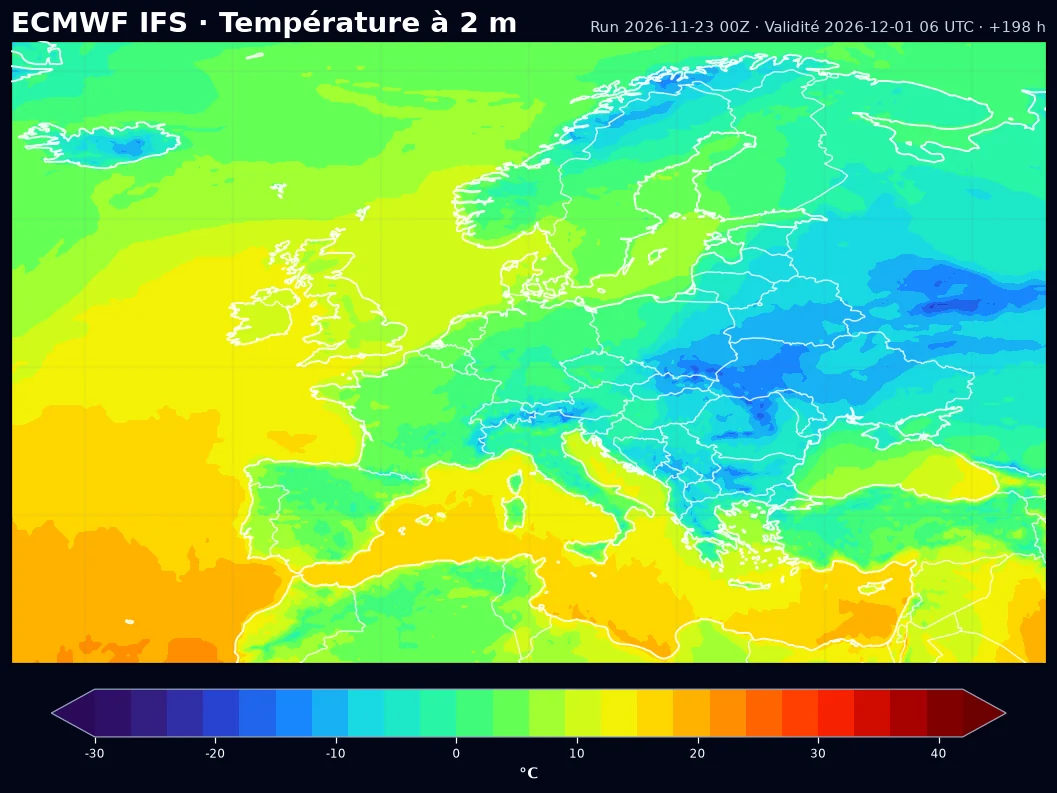 ECMWF IFS · Température à 2 m
Run 2026-11-23 00Z · Validité 2026-12-01 06 UTC · +198 h
-30 -20 -10 0 10 20 30 40
°C